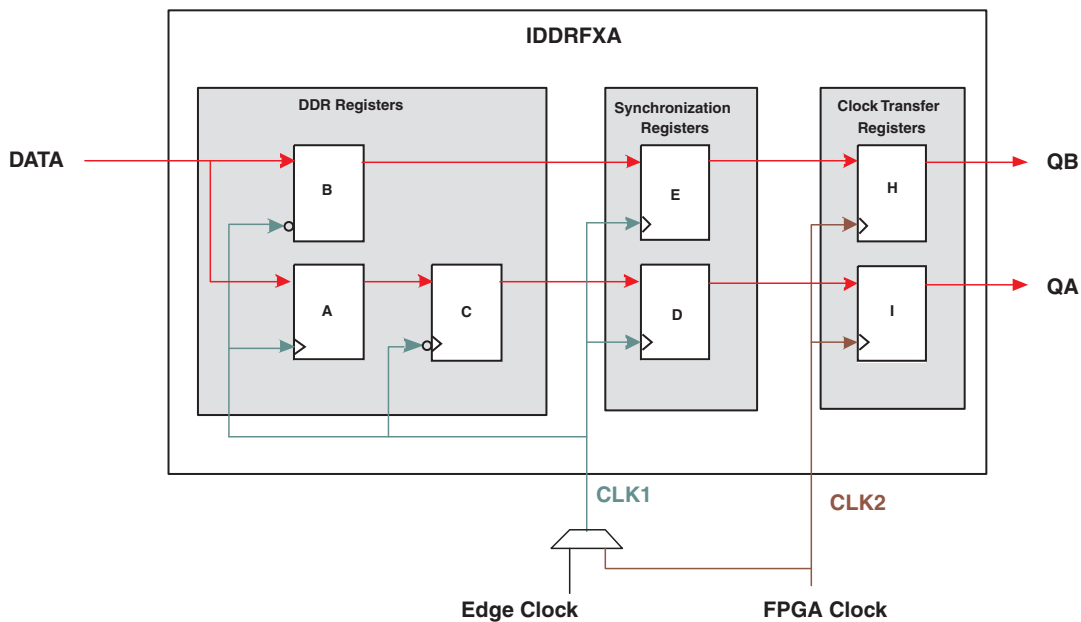 IDDRFXA
DDR Registers
Synchronization
Registers
Clock Transfer
Registers
DATA
B
E
H
QB
A
C
D
I
QA
CLK1
CLK2
Edge Clock
FPGA Clock